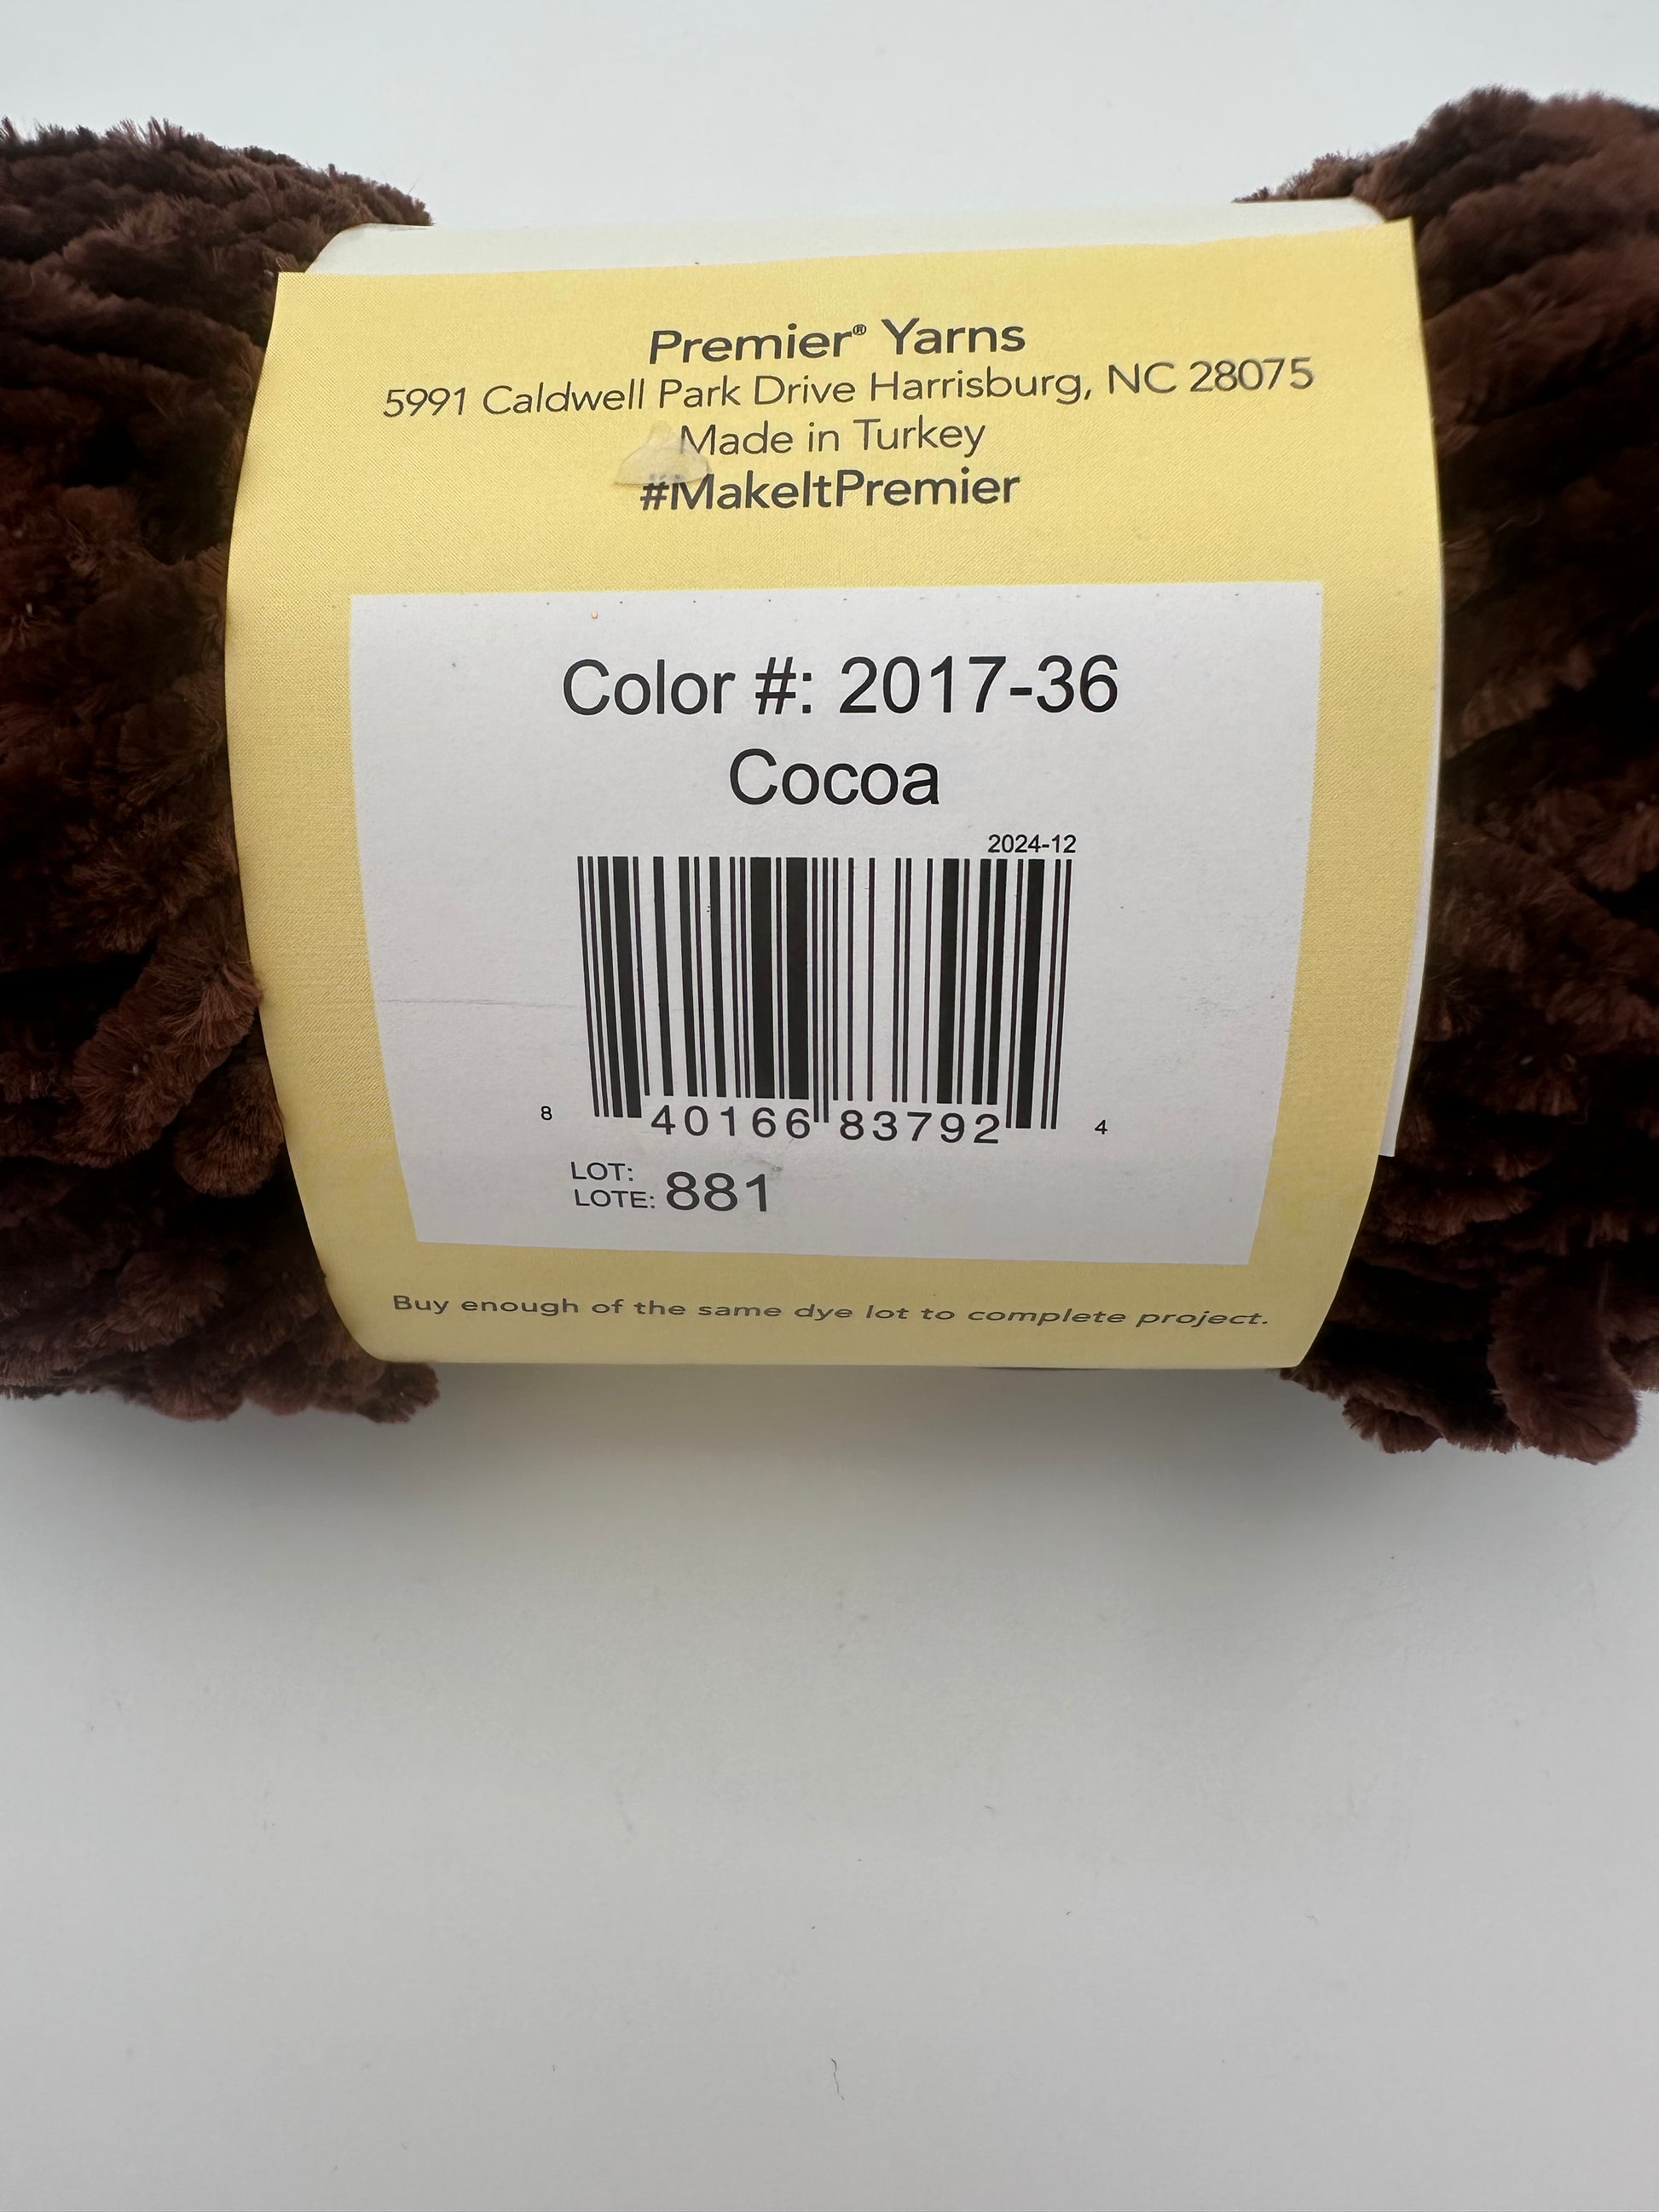 Premier® Yarns
5991 Caldwell Park Drive Harrisburg, NC 28075
Made in Turkey
#MakeItPremier
Color #: 2017-36
Cocoa
2024-12
8 40166 83792 4
LOT:
LOTE: 881
Buy enough of the same dye lot to complete project.